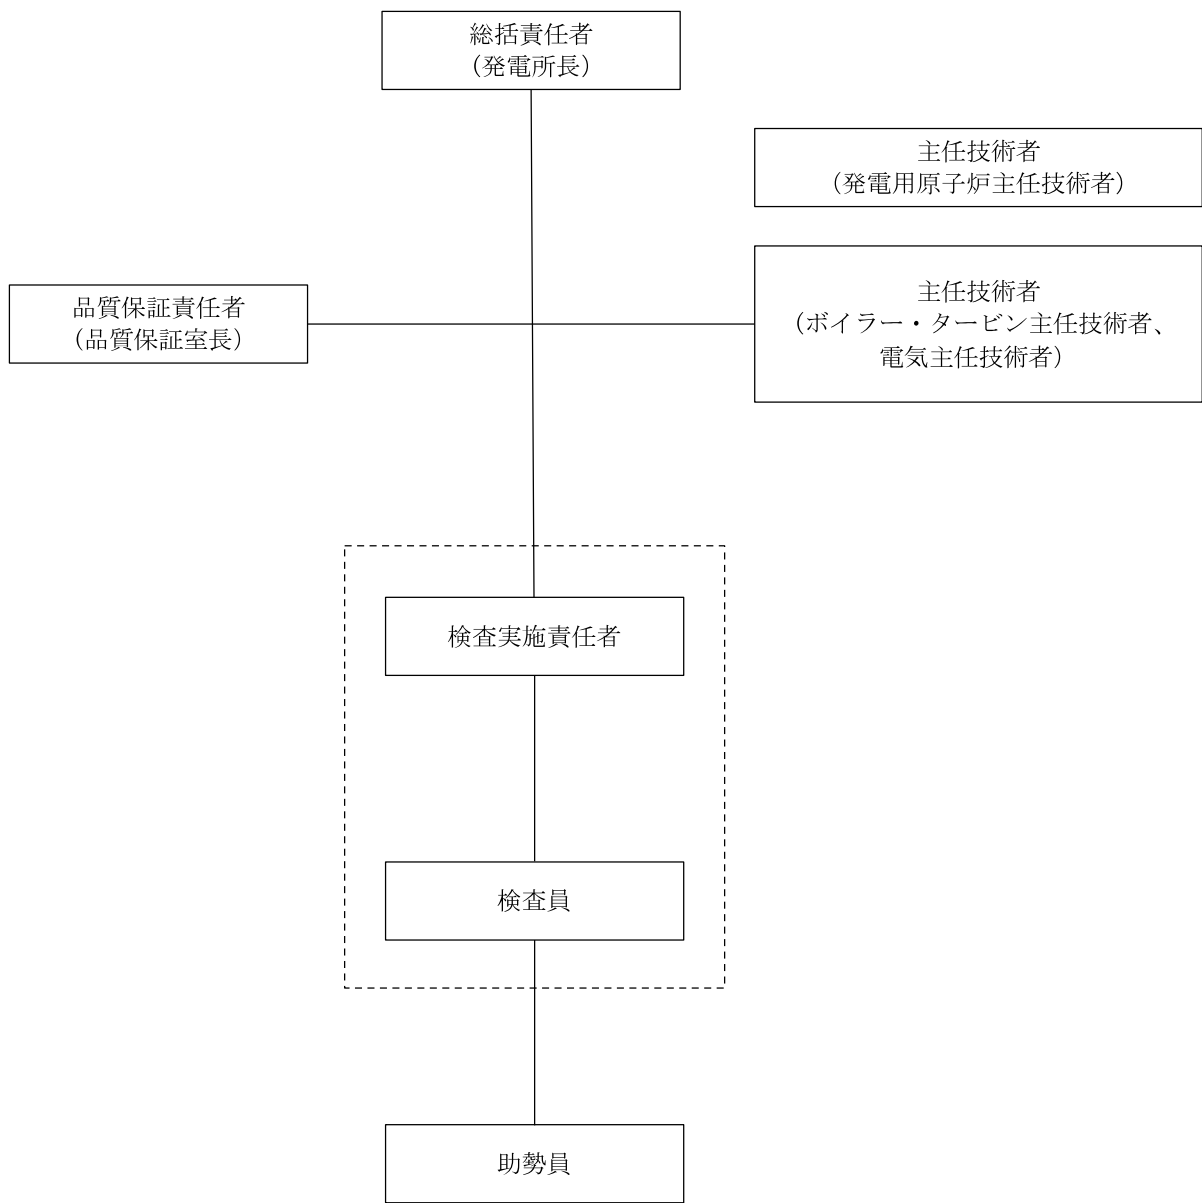 総括責任者
（発電所長）
主任技術者
（発電用原子炉主任技術者）
品質保証責任者
（品質保証室長）
主任技術者
（ボイラー・タービン主任技術者、
電気主任技術者）
検査実施責任者
検査員
助勢員